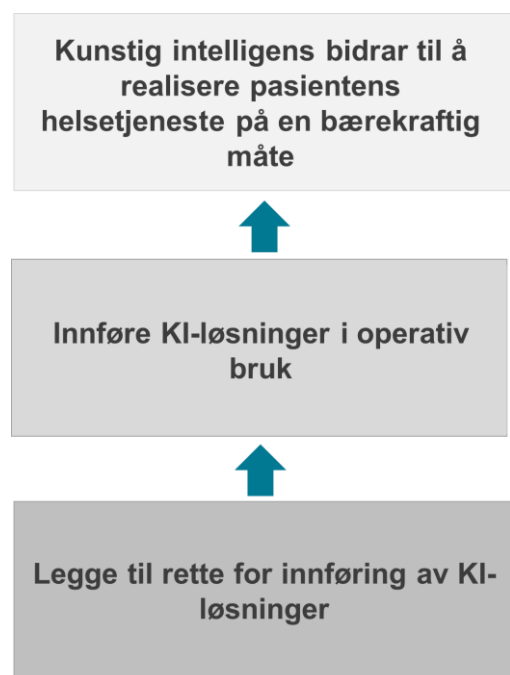 Kunstig intelligens bidrar til å
realisere pasientens
helsetjeneste på en bærekraftig
måte
Innføre KI-løsninger i operativ
bruk
Legge til rette for innføring av KI-
løsninger